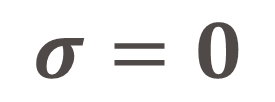 σ = 0